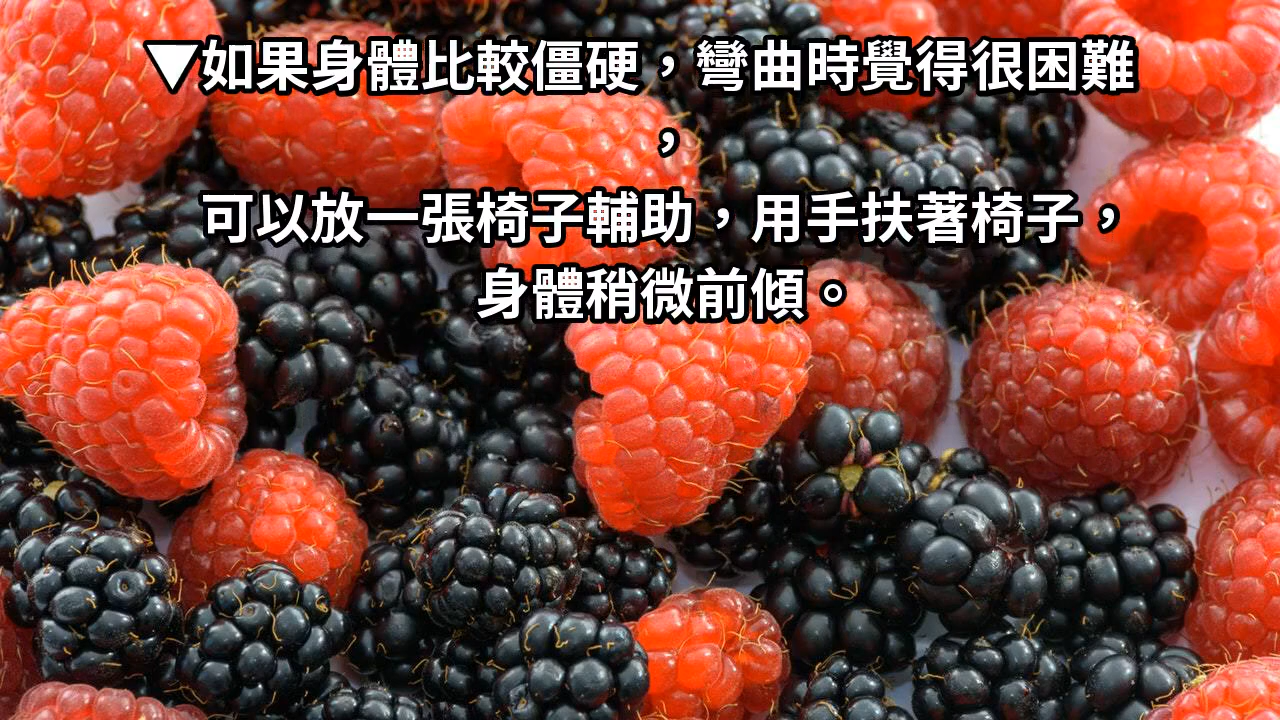 ▼如果身體比較僵硬，彎曲時覺得很困難
，
可以放一張椅子輔助，用手扶著椅子，
身體稍微前傾。